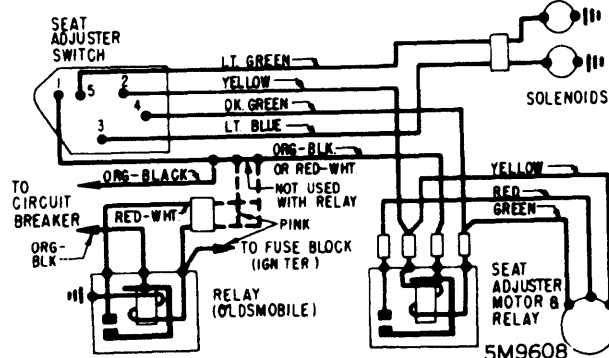 SEAT
ADJUSTER
SWITCH
1
5
2
4
3
LT. GREEN
YELLOW
DK. GREEN
LT. BLUE
SOLENOIDS
ORG-BLK.
OR RED-WHT
NOT USED
WITH RELAY
ORG-BLACK
TO
CIRCUIT
BREAKER
RED-WHT
ORG-
BLK
PINK
TO FUSE BLOCK
(IGN TER)
YELLOW
RED
GREEN
RELAY
(OLDSMOBILE)
SEAT
ADJUSTER
MOTOR &
RELAY
5M9608